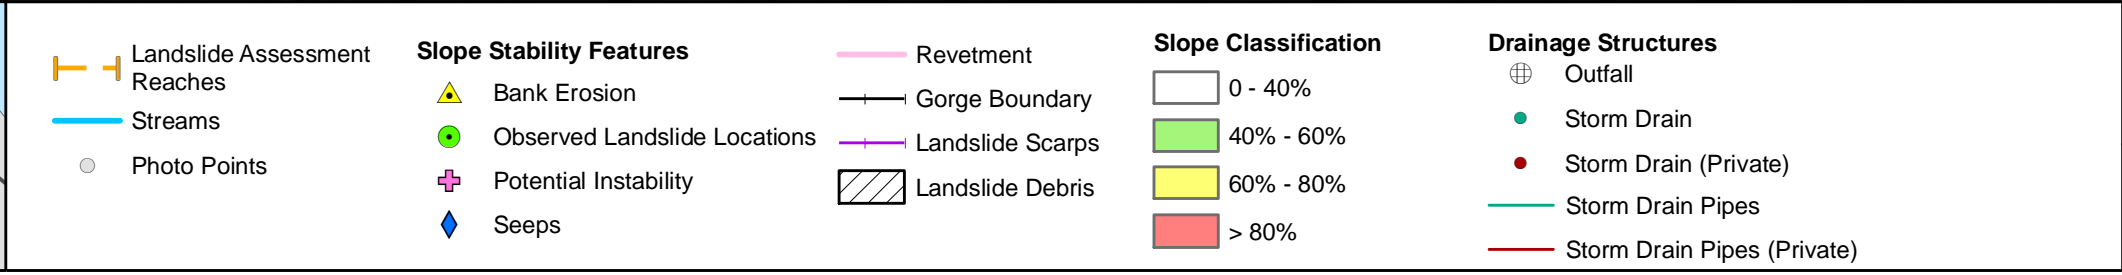 Landslide Assessment
Reaches
Streams
Photo Points
Slope Stability Features
Bank Erosion
Observed Landslide Locations
Potential Instability
Seeps
Revetment
Gorge Boundary
Landslide Scarps
Landslide Debris
Slope Classification
0 - 40%
40% - 60%
60% - 80%
> 80%
Drainage Structures
Outfall
Storm Drain
Storm Drain (Private)
Storm Drain Pipes
Storm Drain Pipes (Private)